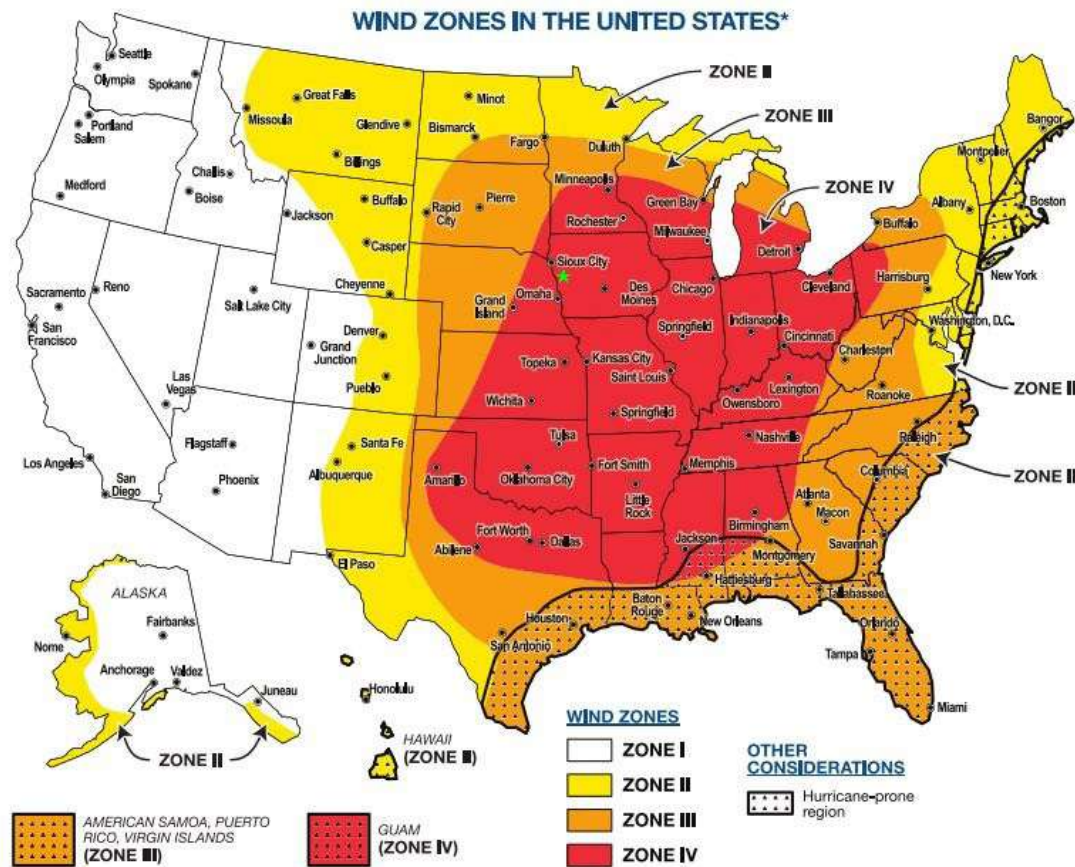 WIND ZONES IN THE UNITED STATES*
ZONE II
ZONE III
ZONE IV
Seattle
Olympia
Spokane
Portland
Salem
Medford
Great Falls
Missoula
Glendive
Billings
Minot
Bismarck
Fargo
Duluth
Minneapolis
Challis
Boise
Jackson
Buffalo
Casper
Cheyenne
Rapid
City
Pierre
Rochester
Green Bay
Milwaukee
Detroit
Buffalo
Albany
Montpelier
Bangor
Boston
New York
Harrisburg
Cleveland
Washington, D.C.
Sioux City
Omaha
Des
Moines
Chicago
Grand
Island
Reno
Sacramento
San
Francisco
Salt Lake City
Denver
Grand
Junction
Pueblo
Las
Vegas
Los Angeles
San
Diego
Flagstaff
Phoenix
Santa Fe
Albuquerque
El Paso
Topeka
Kansas City
Wichita
Springfield
Indianapolis
Cincinnati
Saint Louis
Springfield
Owensboro
Lexington
Charleston
Roanoke
ZONE II
Raleigh
Columbia
ZONE II
Tulsa
Oklahoma City
Amarillo
Fort Smith
Little
Rock
Memphis
Nashville
Fort Worth
Dallas
Abilene
Jackson
Birmingham
Atlanta
Macon
Savannah
Montgomery
Hattiesburg
Tallahassee
Baton
Rouge
New Orleans
Houston
San Antonio
Orlando
Tampa
Miami
ALASKA
Fairbanks
Nome
Anchorage
Valdez
Juneau
ZONE II
Honolulu
HAWAII
(ZONE II)
WIND ZONES
ZONE I
ZONE II
ZONE III
ZONE IV
OTHER
CONSIDERATIONS
Hurricane-prone
region
AMERICAN SAMOA, PUERTO
RICO, VIRGIN ISLANDS
(ZONE III)
GUAM
(ZONE IV)